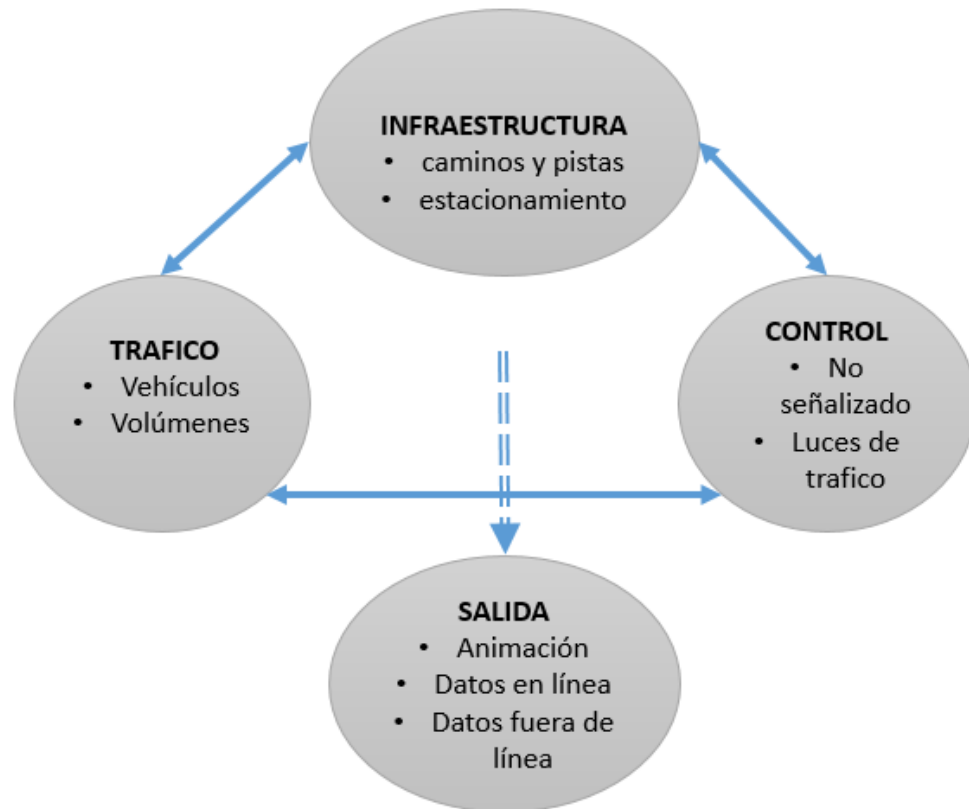 INFRAESTRUCTURA
• caminos y pistas
• estacionamiento
TRAFICO
• Vehículos
• Volúmenes
CONTROL
• No
señalizado
• Luces de
trafico
SALIDA
• Animación
• Datos en línea
• Datos fuera de
línea